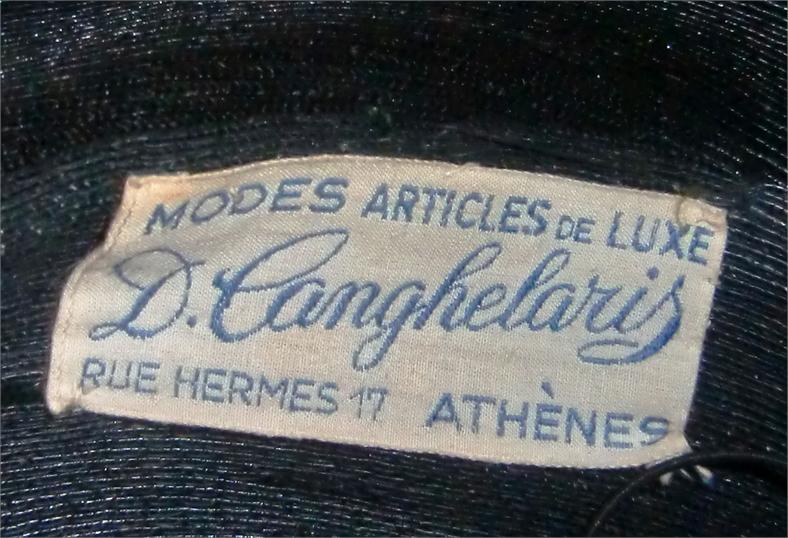 MODES ARTICLES DE LUXE
D. Canghelaris
RUE HERMES 17 ATHÈNES